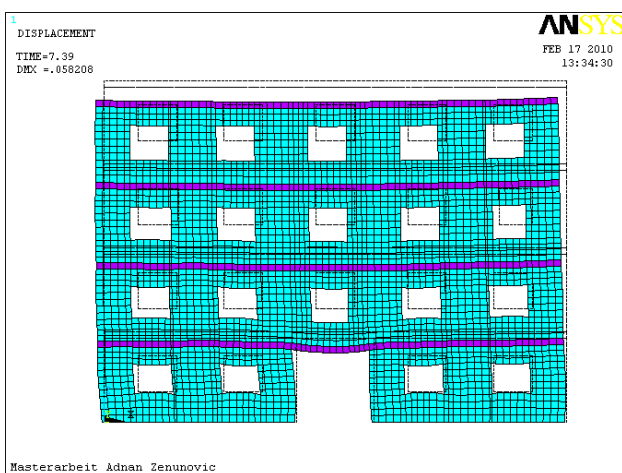 1
DISPLACEMENT
TIME=7.39
DMX =.058208
ANSYS
FEB 17 2010
13:34:30
Masterarbeit Adnan Zenunovic